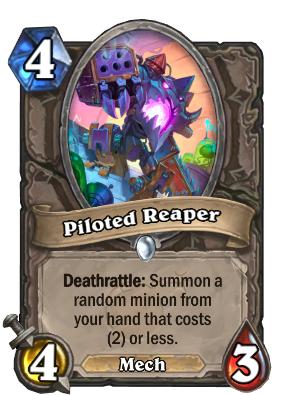 4
Piloted Reaper
Deathrattle: Summon a
random minion from
your hand that costs
(2) or less.
4
Mech
3